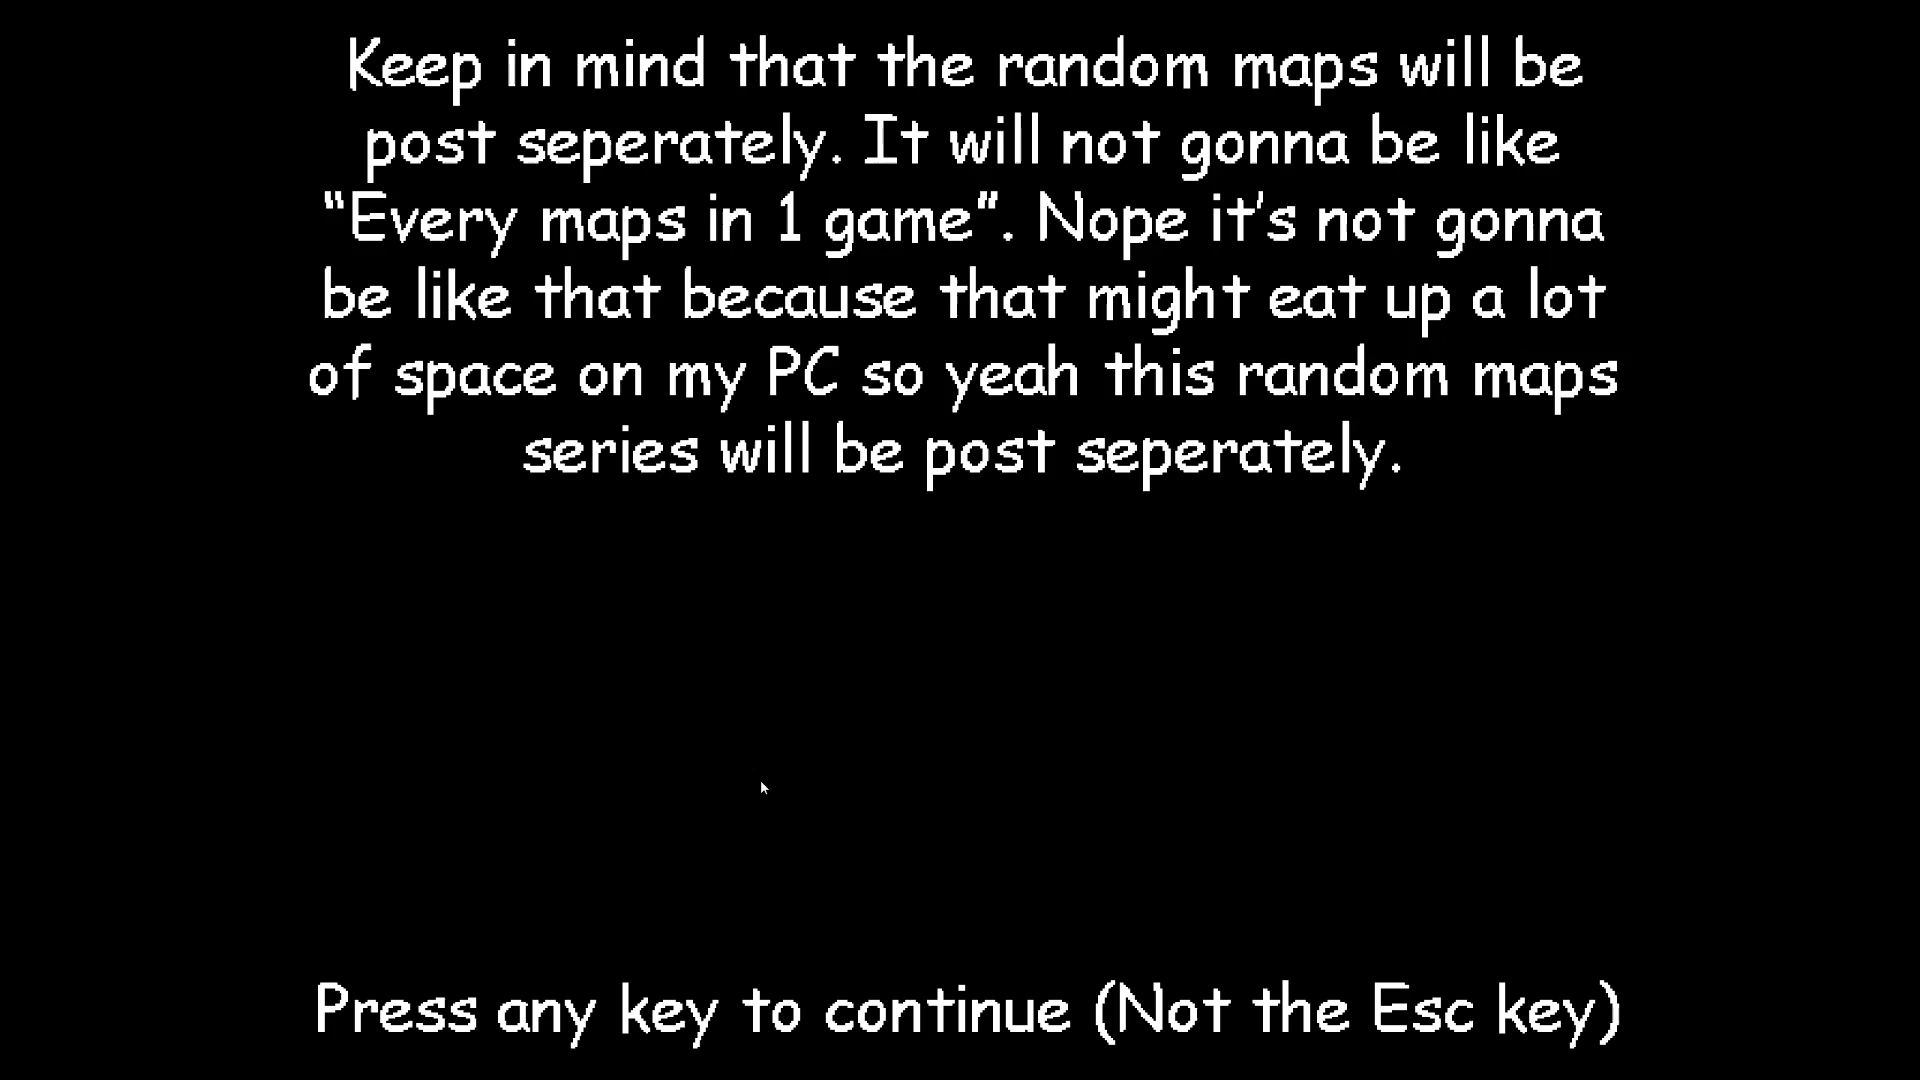 Keep in mind that the random maps will be
post seperately. It will not gonna be like
“Every maps in 1 game”. Nope it's not gonna
be like that because that might eat up a lot
of space on my PC so yeah this random maps
series will be post seperately.
Press any key to continue (Not the Esc key)